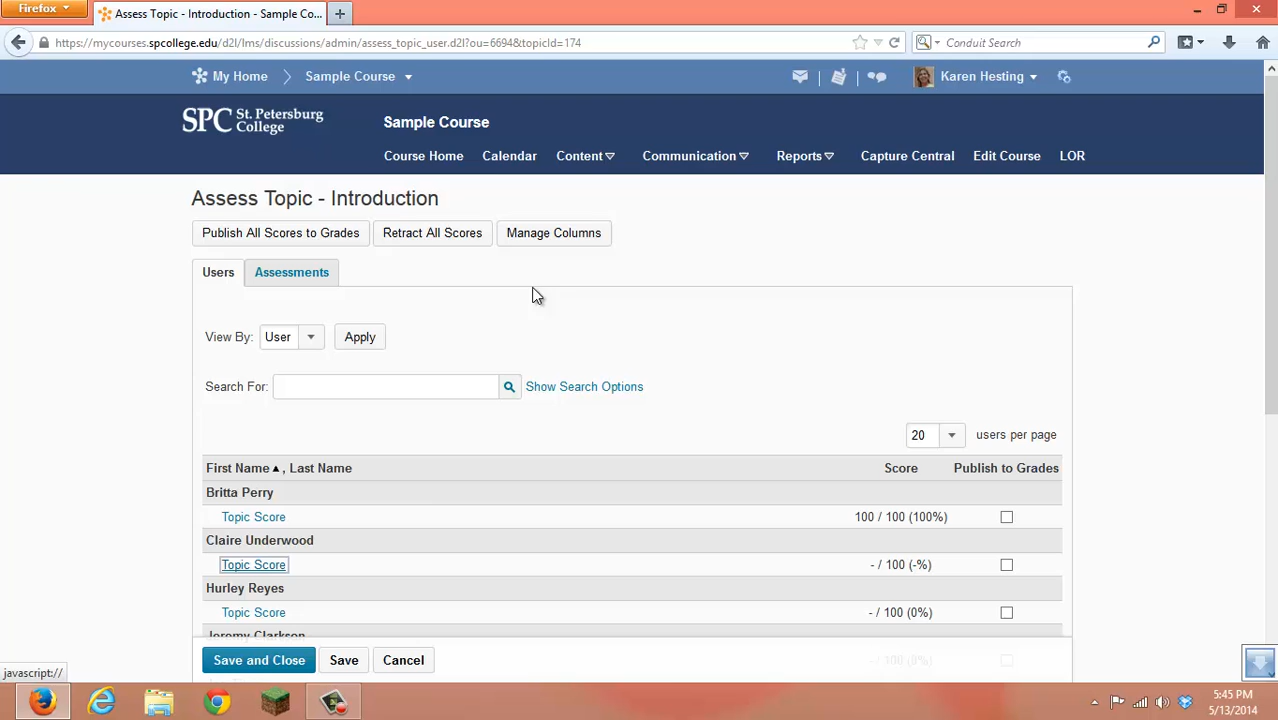 Firefox
Assess Topic - Introduction - Sample Co...
https://mycourses.spcollege.edu/d2l/lms/discussions/admin/assess_topic_user.d2l?ou=6694&topicId=174
Conduit Search
My Home
Sample Course
Karen Hesting
SPC St. Petersburg College
Sample Course
Course Home
Calendar
Content
Communication
Reports
Capture Central
Edit Course
LOR
Assess Topic - Introduction
Publish All Scores to Grades
Retract All Scores
Manage Columns
Users
Assessments
View By: User
Apply
Search For:
Show Search Options
20 users per page
First Name , Last Name
Score
Publish to Grades
Britta Perry
Topic Score
100 / 100 (100%)
Claire Underwood
Topic Score
- / 100 (-%)
Hurley Reyes
Topic Score
- / 100 (0%)
Jeremy Clarkson
- / 100 (0%)
Save and Close
Save
Cancel
javascript://
5:45 PM
5/13/2014